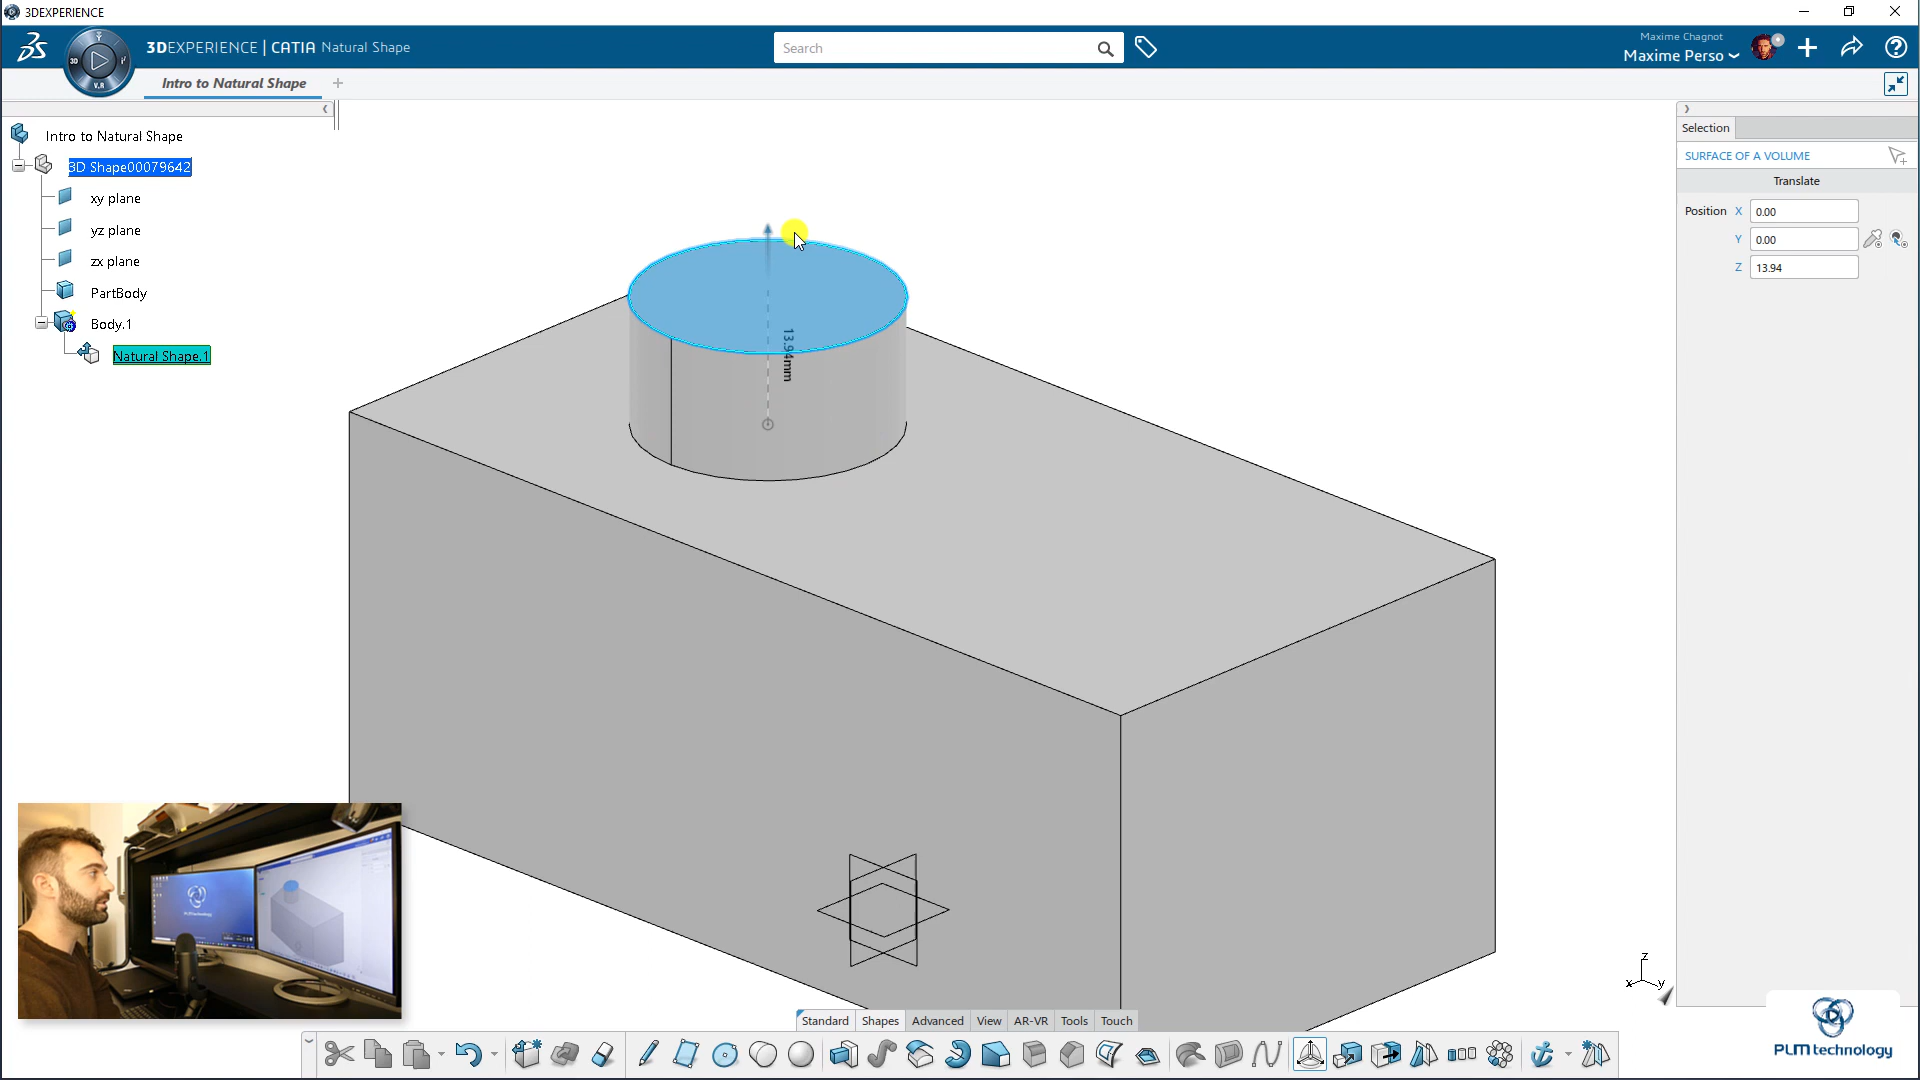 3DEXPERIENCE
3DEXPERIENCE | CATIA Natural Shape
Search
Maxime Chagnot
Maxime Perso
3D
V.R
Intro to Natural Shape
Intro to Natural Shape
3D Shape00079642
xy plane
yz plane
zx plane
PartBody
Body.1
Natural Shape.1
13.94mm
Selection
SURFACE OF A VOLUME
Translate
Position X 0.00
Y 0.00
Z 13.94
z
x y
Standard Shapes Advanced View AR-VR Tools Touch
PLMtechnology